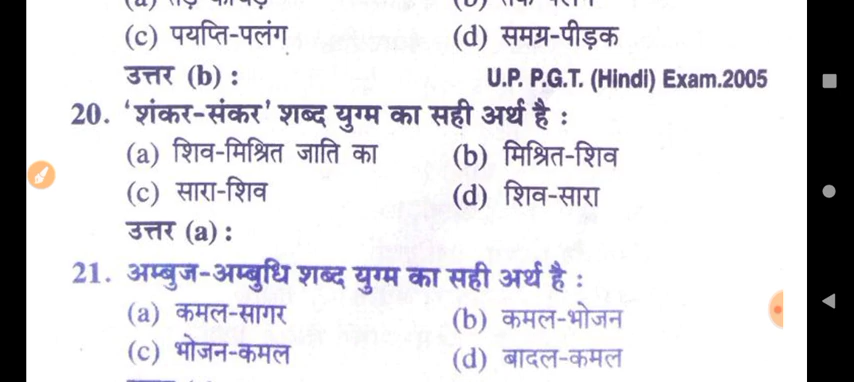 (c) पयप्ति-पलंग (d) समग्र-पीड़क
उत्तर (b) : U.P. P.G.T. (Hindi) Exam.2005
20. 'शंकर-संकर' शब्द युग्म का सही अर्थ है :
(a) शिव-मिश्रित जाति का (b) मिश्रित-शिव
(c) सारा-शिव (d) शिव-सारा
उत्तर (a) :
21. अम्बुज-अम्बुधि शब्द युग्म का सही अर्थ है :
(a) कमल-सागर (b) कमल-भोजन
(c) भोजन-कमल (d) बादल-कमल